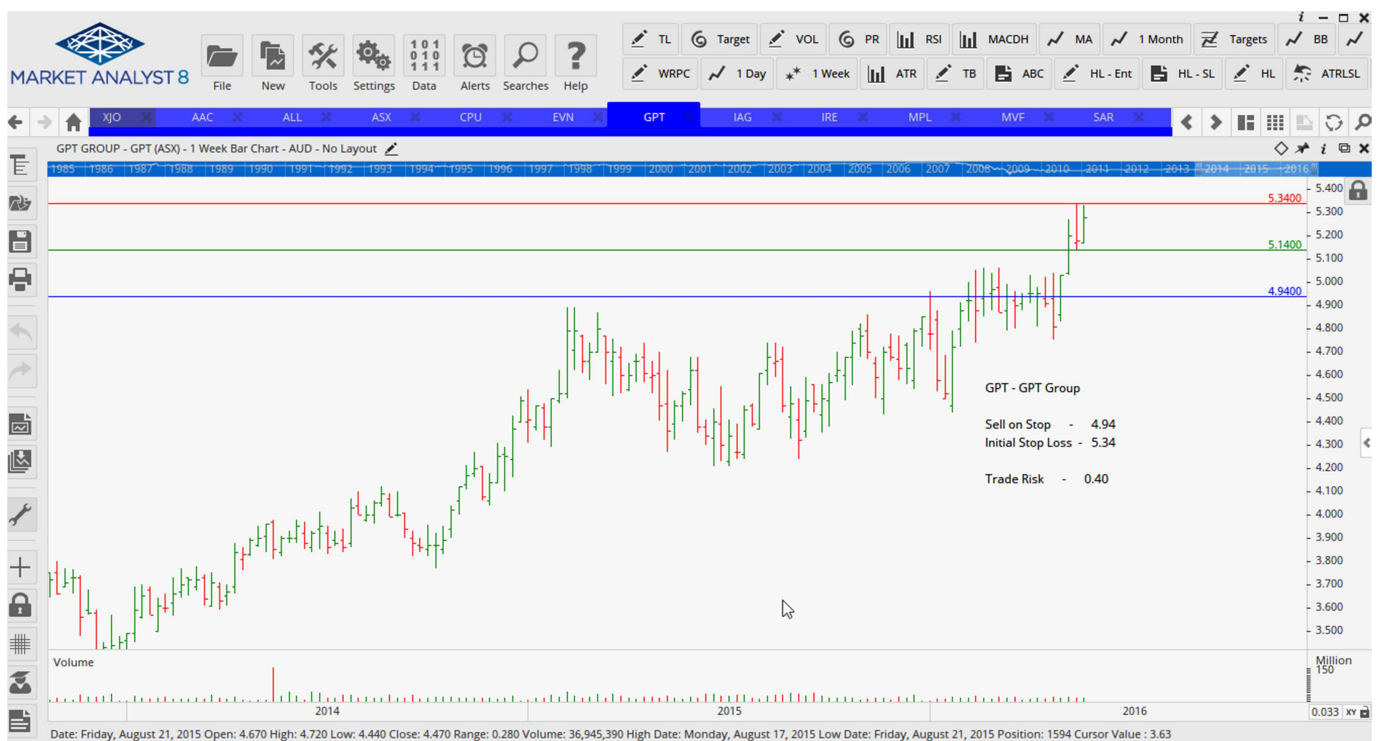 i
TL Target VOL PR RSI MACDH MA 1 Month Targets BB
MARKET ANALYST 8
File New Tools Settings Data Alerts Searches Help
101
010
111
WRPC 1 Day 1 Week ATR TB ABC HL - Ent HL - SL HL ATRLSL
XJO AAC ALL ASX CPU EVN GPT IAG IRE MPL MVF SAR
GPT GROUP - GPT (ASX) - 1 Week Bar Chart - AUD - No Layout
i
1985 1986 1987 1988 1989 1990 1991 1992 1993 1994 1995 1996 1997 1998 1999 2000 2001 2002 2003 2004 2005 2006 2007 2008 2009 2010 2011 2012 2013 2014 2015 2016
5.400
5.3400
5.300
5.200
5.1400
5.100
5.000
4.9400
4.900
4.800
4.700
4.600
4.500
4.400
4.300
4.200
4.100
4.000
3.900
3.800
3.700
3.600
3.500
GPT - GPT Group
Sell on Stop - 4.94
Initial Stop Loss - 5.34
Trade Risk - 0.40
Volume
Million
150
2014 2015 2016
0.033 XY
Date: Friday, August 21, 2015 Open: 4.670 High: 4.720 Low: 4.440 Close: 4.470 Range: 0.280 Volume: 36,945,390 High Date: Monday, August 17, 2015 Low Date: Friday, August 21, 2015 Position: 1594 Cursor Value : 3.63